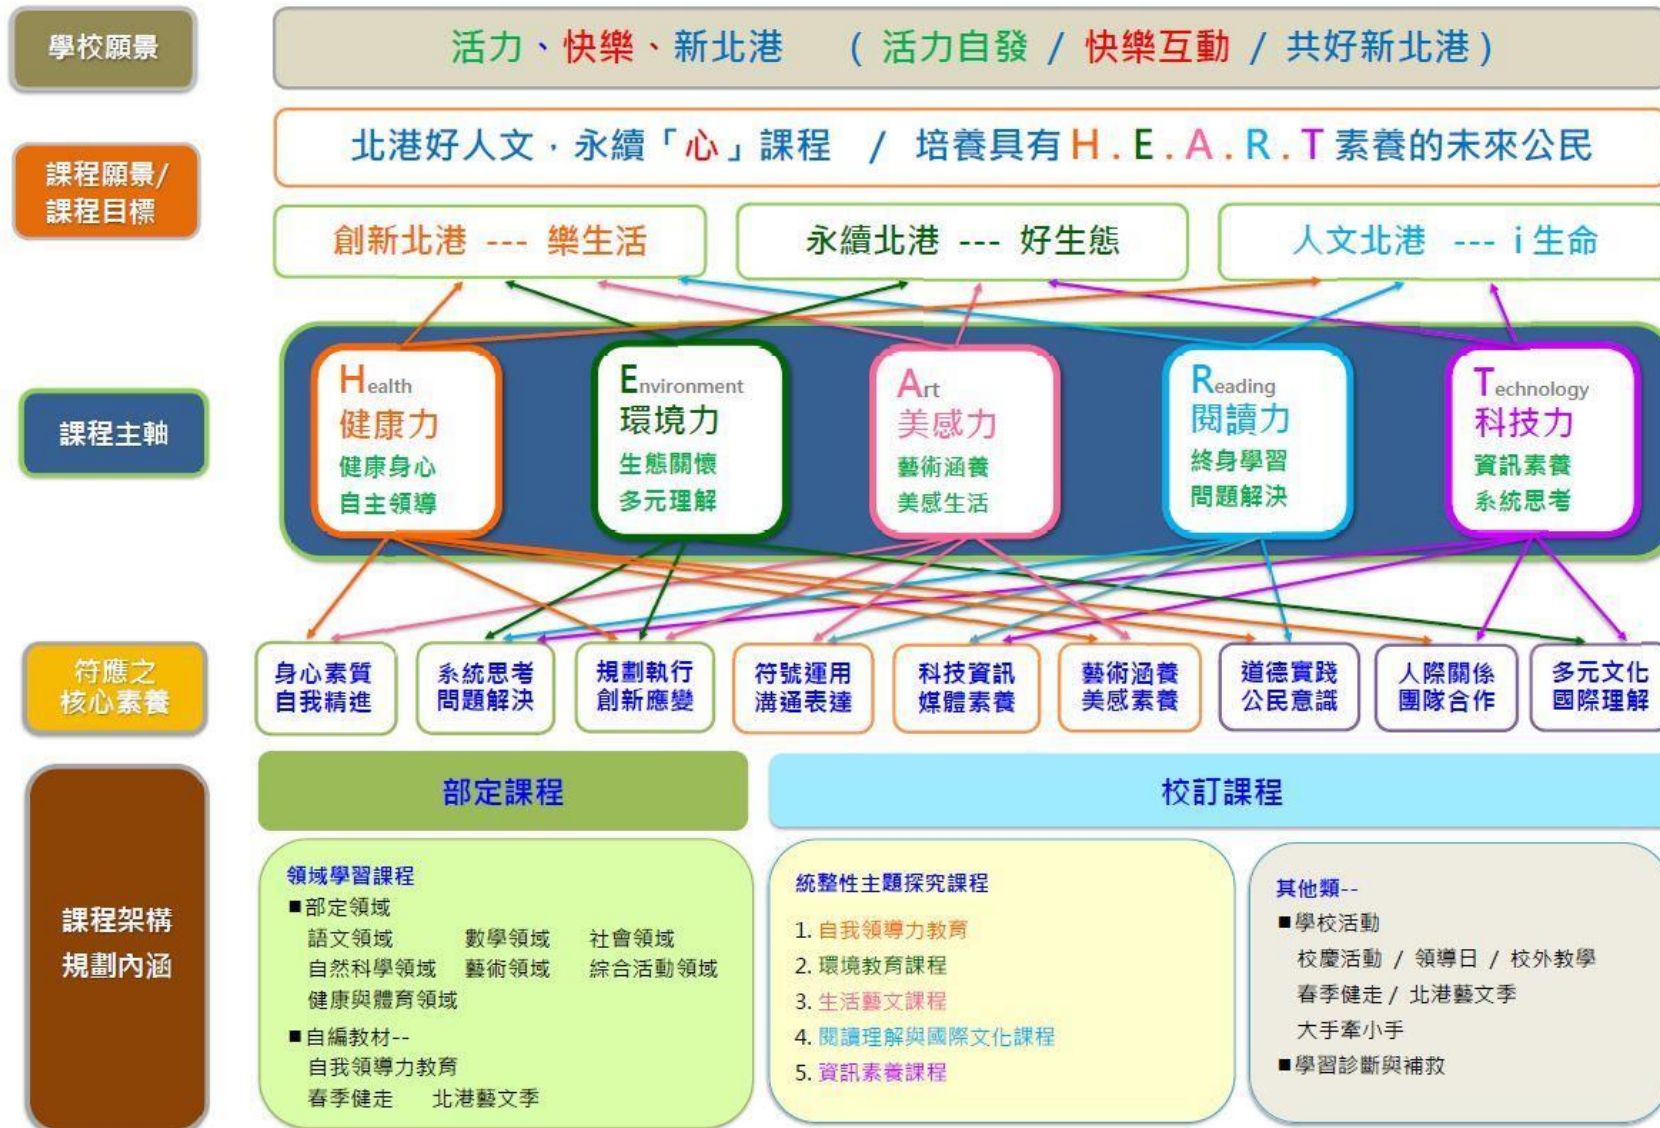 學校願景
活力、快樂、新北港 （ 活力自發 / 快樂互動 / 共好新北港 ）
課程願景/
課程目標
北港好人文，永續「心」課程 / 培養具有 H . E . A . R . T 素養的未來公民
創新北港 --- 樂生活
永續北港 --- 好生態
人文北港 --- i 生命
課程主軸
Health
健康力
健康身心
自主領導
Environment
環境力
生態關懷
多元理解
Art
美感力
藝術涵養
美感生活
Reading
閱讀力
終身學習
問題解決
Technology
科技力
資訊素養
系統思考
符應之
核心素養
身心素質
自我精進
系統思考
問題解決
規劃執行
創新應變
符號運用
溝通表達
科技資訊
媒體素養
藝術涵養
美感素養
道德實踐
公民意識
人際關係
團隊合作
多元文化
國際理解
課程架構
規劃內涵
部定課程
領域學習課程
■部定領域
語文領域 數學領域 社會領域
自然科學領域 藝術領域 綜合活動領域
健康與體育領域
■自編教材--
自我領導力教育
春季健走 北港藝文季
校訂課程
統整性主題探究課程
1. 自我領導力教育
2. 環境教育課程
3. 生活藝文課程
4. 閱讀理解與國際文化課程
5. 資訊素養課程
其他類--
■學校活動
校慶活動 / 領導日 / 校外教學
春季健走 / 北港藝文季
大手牽小手
■學習診斷與補救